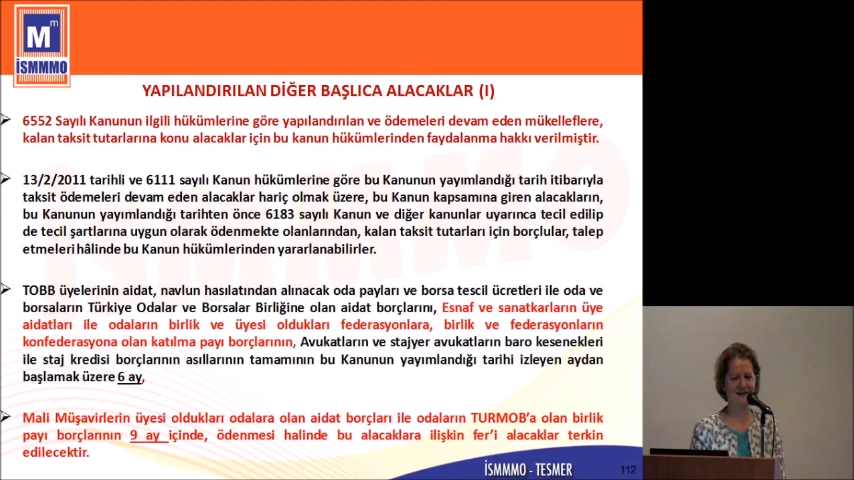 Mm
İSMMMO
YAPILANDIRILAN DİĞER BAŞLICA ALACAKLAR (I)
6552 Sayılı Kanunun ilgili hükümlerine göre yapılandırılan ve ödemeleri devam eden mükelleflere,
kalan taksit tutarlarına konu alacaklar için bu kanun hükümlerinden faydalanma hakkı verilmiştir.
13/2/2011 tarihli ve 6111 sayılı Kanun hükümlerine göre bu Kanunun yayımlandığı tarih itibarıyla
taksit ödemeleri devam eden alacaklar hariç olmak üzere, bu Kanun kapsamına giren alacakların,
bu Kanunun yayımlandığı tarihten önce 6183 sayılı Kanun ve diğer kanunlar uyarınca tecil edilip
de tecil şartlarına uygun olarak ödenmekte olanlarından, kalan taksit tutarları için borçlular, talep
etmeleri hâlinde bu Kanun hükümlerinden yararlanabilirler.
TOBB üyelerinin aidat, navlun hasılatından alınacak oda payları ve borsa tescil ücretleri ile oda ve
borsaların Türkiye Odalar ve Borsalar Birliğine olan aidat borçlarını, Esnaf ve sanatkarların üye
aidatları ile odaların birlik ve üyesi oldukları federasyonlara, birlik ve federasyonların
konfederasyona olan katılma payı borçlarının, Avukatların ve stajyer avukatların baro kesenekleri
ile staj kredisi borçlarının asıllarının tamamının bu Kanunun yayımlandığı tarihi izleyen aydan
başlamak üzere 6 ay,
Mali Müşavirlerin üyesi oldukları odalara olan aidat borçları ile odaların TURMOB’a olan birlik
payı borçlarının 9 ay içinde, ödenmesi halinde bu alacaklara ilişkin fer’i alacaklar terkin
edilecektir.
İSMMMO - TESMER
112